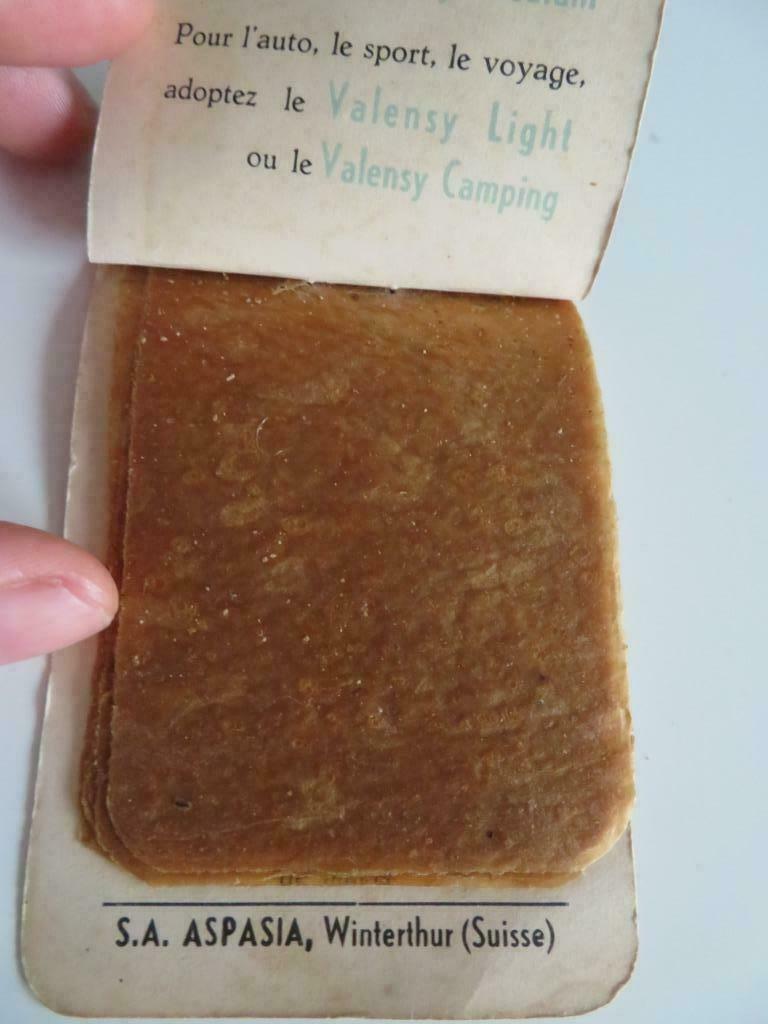 Pour l'auto, le sport, le voyage,
adoptez le Valensy Light
ou le Valensy Camping
S.A. ASPASIA, Winterthur (Suisse)